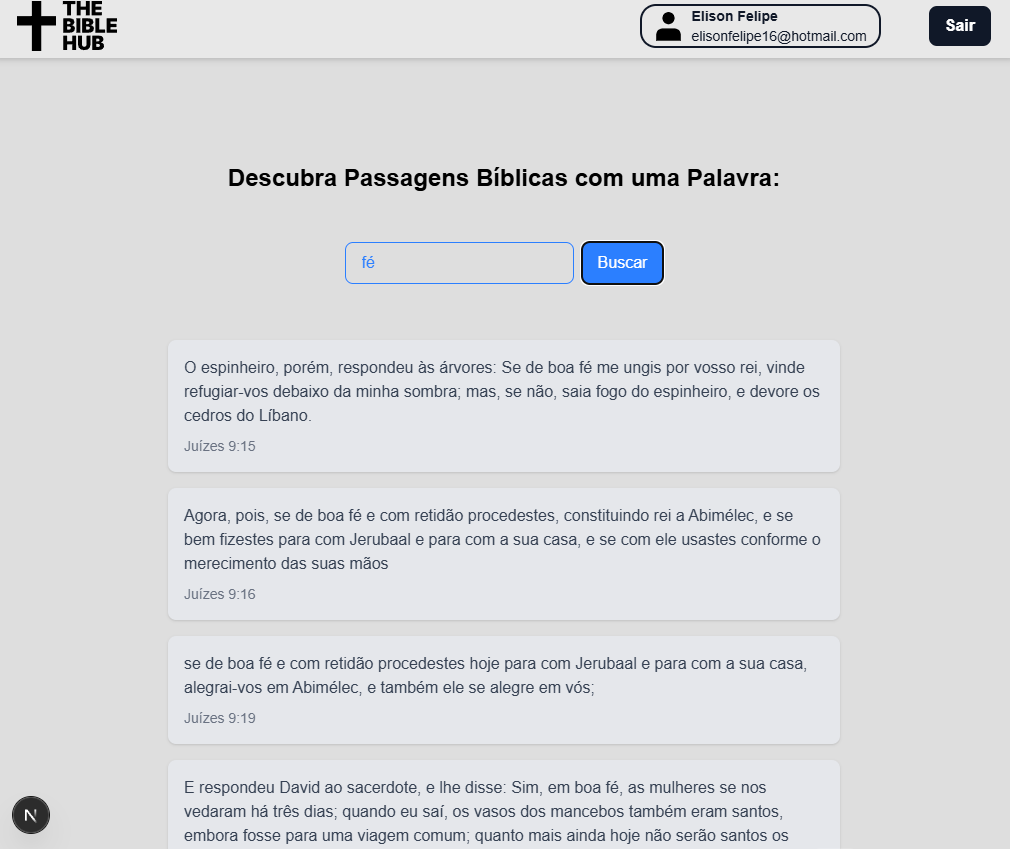 THE
BIBLE
HUB
Elison Felipe
elisonfelipe16@hotmail.com
Sair
Descubra Passagens Bíblicas com uma Palavra:
fé
Buscar
O espinheiro, porém, respondeu às árvores: Se de boa fé me ungis por vosso rei, vinde
refugiar-vos debaixo da minha sombra; mas, se não, saia fogo do espinheiro, e devore os
cedros do Líbano.
Juízes 9:15
Agora, pois, se de boa fé e com retidão procedestes, constituindo rei a Abimélec, e se
bem fizestes para com Jerubaal e para com a sua casa, e se com ele usastes conforme o
merecimento das suas mãos
Juízes 9:16
se de boa fé e com retidão procedestes hoje para com Jerubaal e para com a sua casa,
alegrai-vos em Abimélec, e também ele se alegre em vós;
Juízes 9:19
E respondeu David ao sacerdote, e lhe disse: Sim, em boa fé, as mulheres se nos
vedaram há três dias; quando eu saí, os vasos dos mancebos também eram santos,
embora fosse para uma viagem comum; quanto mais ainda hoje não serão santos os
N